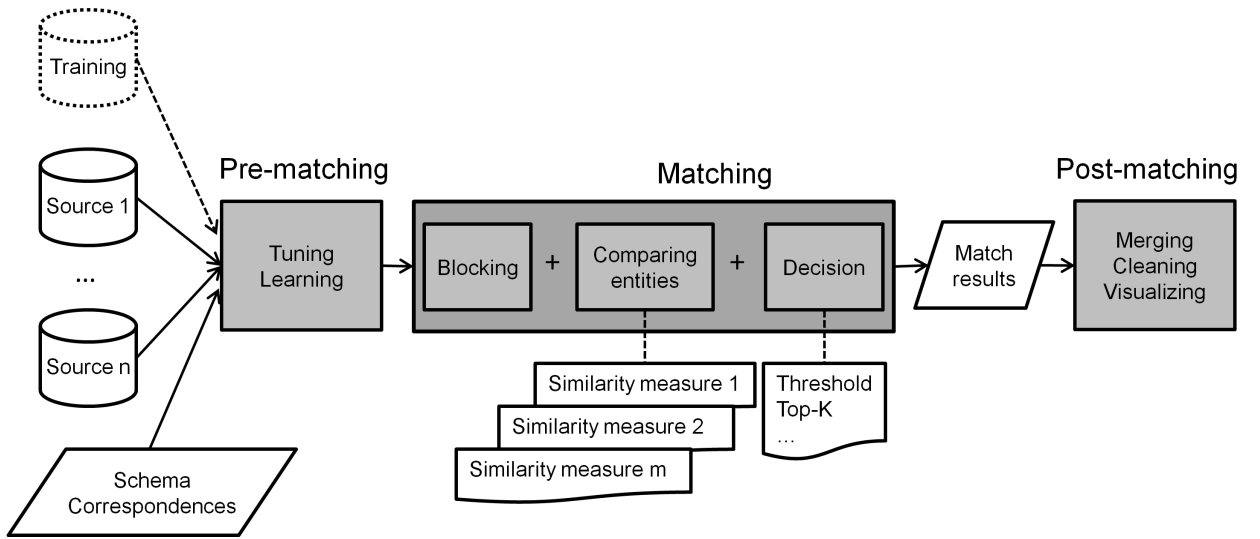 Training
Pre-matching
Matching
Post-matching
Source 1
...
Source n
Schema
Correspondences
Tuning
Learning
Blocking
+
Comparing
entities
+
Decision
Match
results
Merging
Cleaning
Visualizing
Similarity measure 1
Similarity measure 2
Similarity measure m
Threshold
Top-K
...